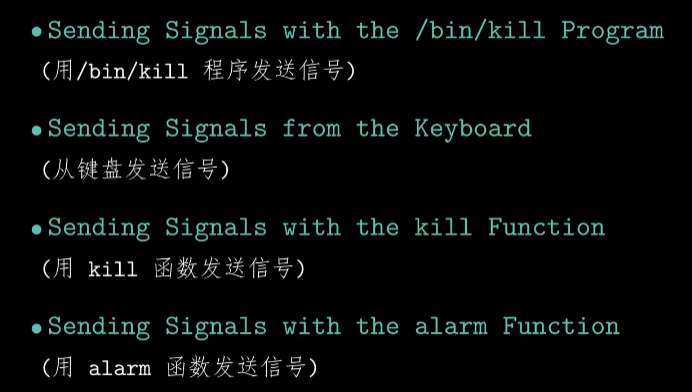 •Sending Signals with the /bin/kill Program
(用/bin/kill 程序发送信号)
•Sending Signals from the Keyboard
(从键盘发送信号)
•Sending Signals with the kill Function
(用 kill 函数发送信号)
•Sending Signals with the alarm Function
(用 alarm 函数发送信号)